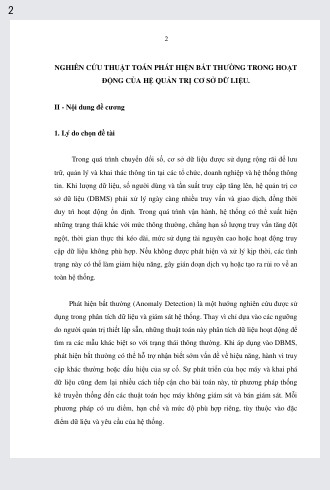 2
2
NGHIÊN CỨU THUẬT TOÁN PHÁT HIỆN BẤT THƯỜNG TRONG HOẠT
ĐỘNG CỦA HỆ QUẢN TRỊ CƠ SỞ DỮ LIỆU.
II - Nội dung đề cương
1. Lý do chọn đề tài
Trong quá trình chuyển đổi số, cơ sở dữ liệu được sử dụng rộng rãi để lưu
trữ, quản lý và khai thác thông tin tại các tổ chức, doanh nghiệp và hệ thống thông
tin. Khi lượng dữ liệu, số người dùng và tần suất truy cập tăng lên, hệ quản trị cơ
sở dữ liệu (DBMS) phải xử lý ngày càng nhiều truy vấn và giao dịch, đồng thời
duy trì hoạt động ổn định. Trong quá trình vận hành, hệ thống có thể xuất hiện
những trạng thái khác với mức thông thường, chẳng hạn số lượng truy vấn tăng đột
ngột, thời gian thực thi kéo dài, mức sử dụng tài nguyên cao hoặc hoạt động truy
cập dữ liệu không phù hợp. Nếu không được phát hiện và xử lý kịp thời, các tình
trạng này có thể làm giảm hiệu năng, gây gián đoạn dịch vụ hoặc tạo ra rủi ro về an
toàn hệ thống.
Phát hiện bất thường (Anomaly Detection) là một hướng nghiên cứu được sử
dụng trong phân tích dữ liệu và giám sát hệ thống. Thay vì chỉ dựa vào các ngưỡng
do người quản trị thiết lập sẵn, những thuật toán này phân tích dữ liệu hoạt động để
tìm ra các mẫu khác biệt so với trạng thái thông thường. Khi áp dụng vào DBMS,
phát hiện bất thường có thể hỗ trợ nhận biết sớm vấn đề về hiệu năng, hành vi truy
cập khác thường hoặc dấu hiệu của sự cố. Sự phát triển của học máy và khai phá
dữ liệu cũng đem lại nhiều cách tiếp cận cho bài toán này, từ phương pháp thống
kê truyền thống đến các thuật toán học máy không giám sát và bán giám sát. Mỗi
phương pháp có ưu điểm, hạn chế và mức độ phù hợp riêng, tùy thuộc vào đặc
điểm dữ liệu và yêu cầu của hệ thống.